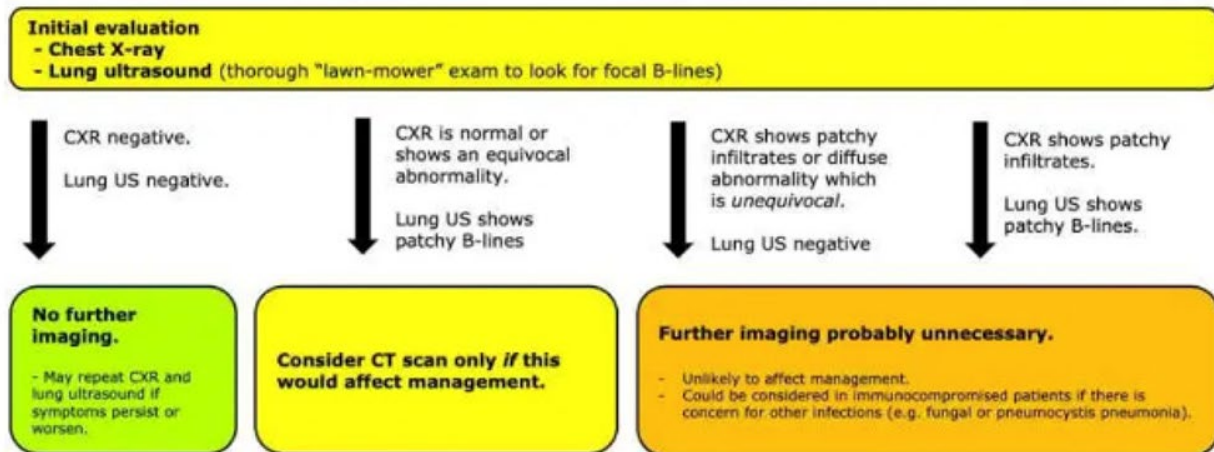 Initial evaluation
- Chest X-ray
- Lung ultrasound (thorough "lawn-mower" exam to look for focal B-lines)
CXR negative.
Lung US negative.
CXR is normal or
shows an equivocal
abnormality.
Lung US shows
patchy B-lines
CXR shows patchy
infiltrates or diffuse
abnormality which
is unequivocal.
Lung US negative
CXR shows patchy
infiltrates.
Lung US shows
patchy B-lines.
No further
imaging.
- May repeat CXR and
lung ultrasound if
symptoms persist or
worsen.
Consider CT scan only if this
would affect management.
Further imaging probably unnecessary.
- Unlikely to affect management.
- Could be considered in immunocompromised patients if there is
concern for other infections (e.g. fungal or pneumocystis pneumonia).